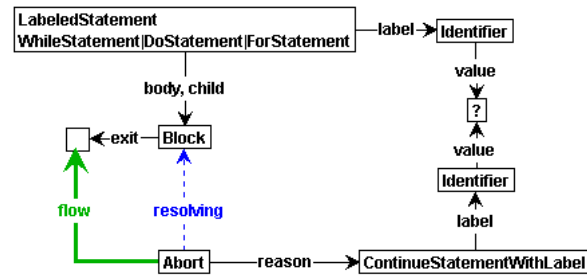 LabeledStatement
WhileStatement|DoStatement|ForStatement
label
Identifier
value
body, child
?
exit
Block
value
Identifier
flow
resolving
label
Abort
reason
ContinueStatementWithLabel